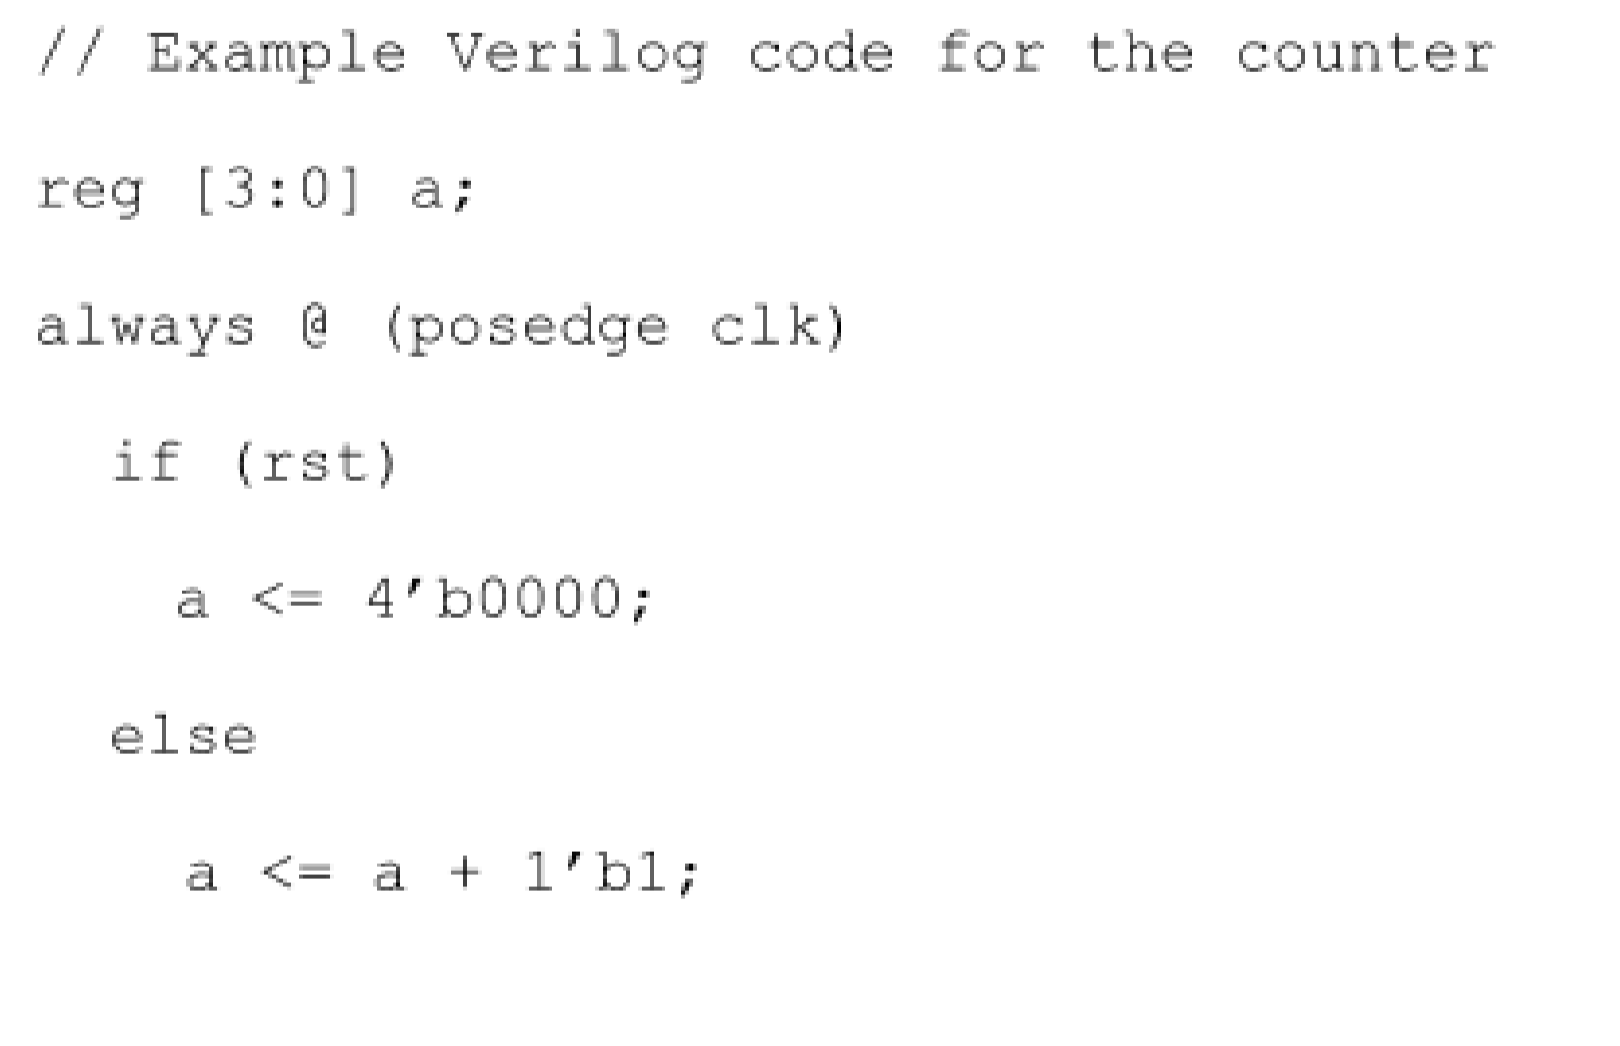 // Example Verilog code for the counter
reg [3:0] a;
always @ (posedge clk)
if (rst)
a <= 4'b0000;
else
a <= a + 1'b1;